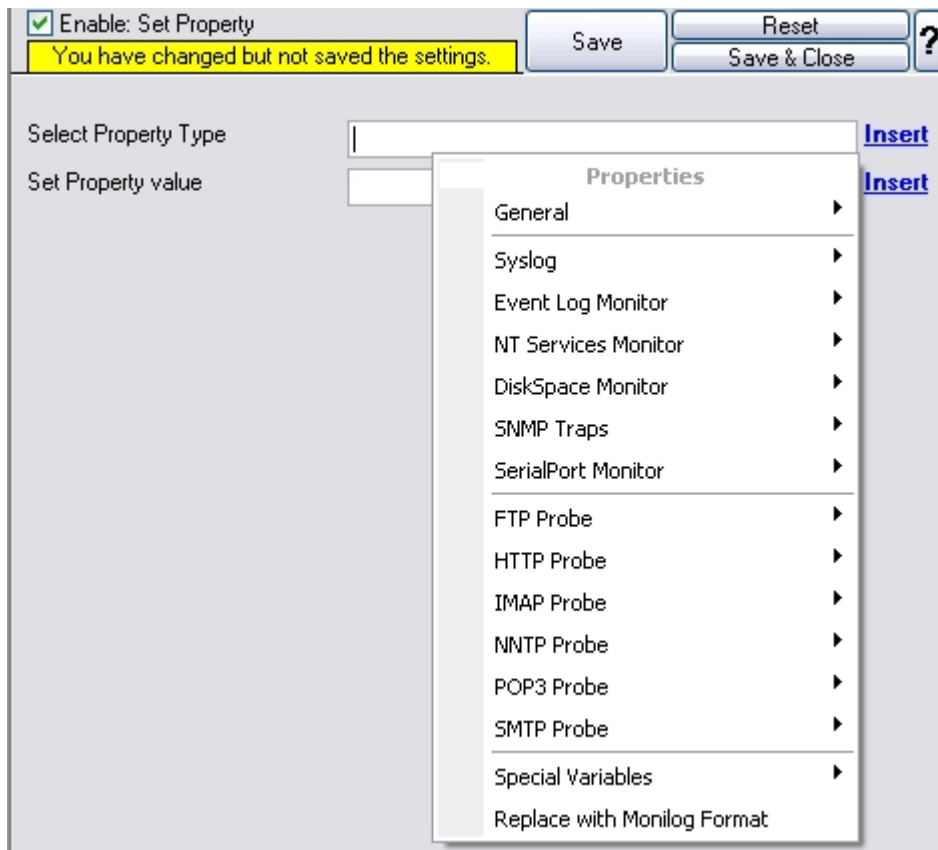 Enable: Set Property
You have changed but not saved the settings.
Save
Reset
Save & Close
?
Select Property Type
Insert
Set Property value
Insert
Properties
General
Syslog
Event Log Monitor
NT Services Monitor
DiskSpace Monitor
SNMP Traps
SerialPort Monitor
FTP Probe
HTTP Probe
IMAP Probe
NNTP Probe
POP3 Probe
SMTP Probe
Special Variables
Replace with Monilog Format